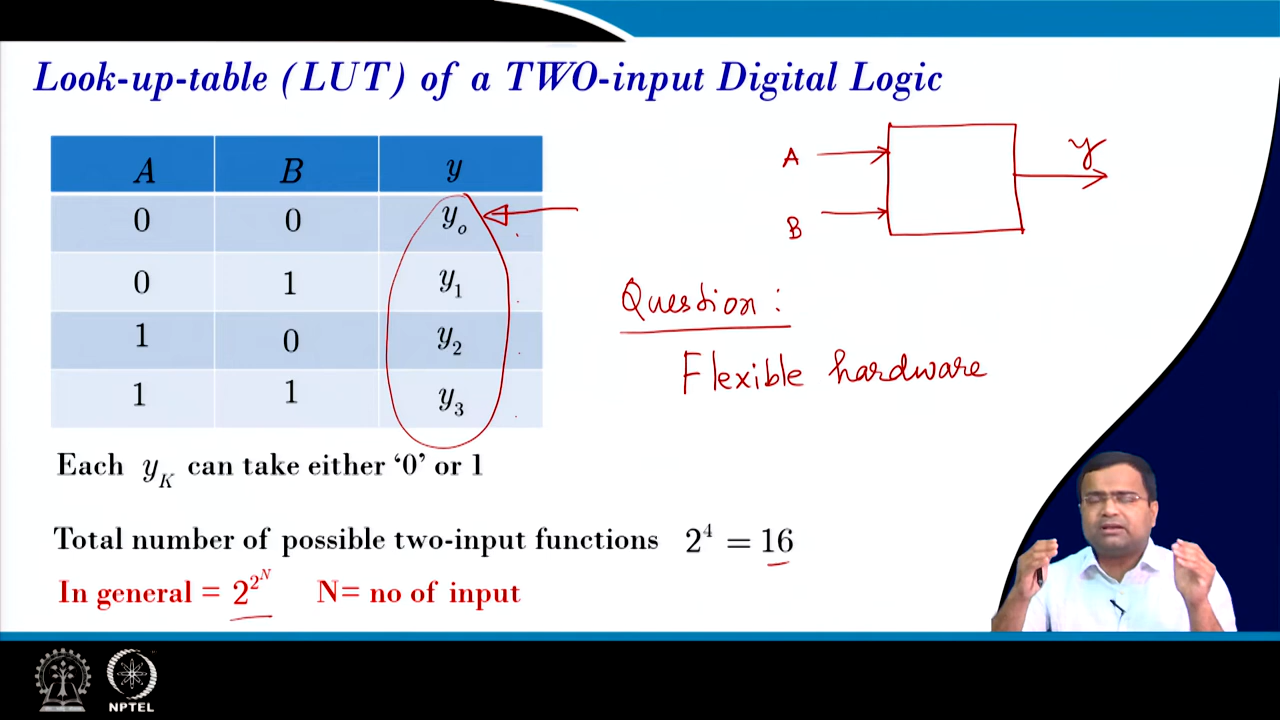 Look-up-table (LUT) of a TWO-input Digital Logic
A B y
0 0 y₀
0 1 y₁
1 0 y₂
1 1 y₃
A
B
y
Question :
Flexible hardware
Each y_K can take either ‘0’ or 1
Total number of possible two-input functions 2⁴ = 16
In general = 2^{2^N} N= no of input
NPTEL